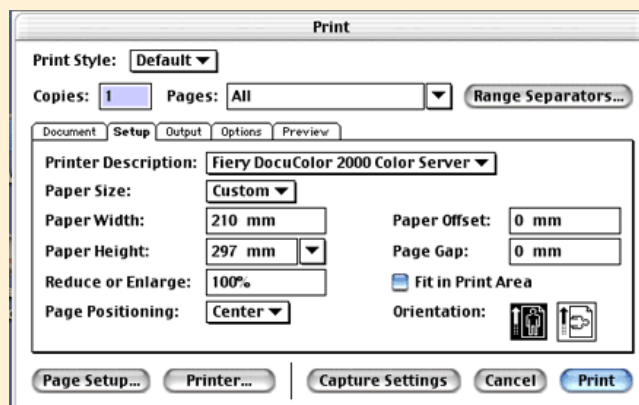 Print
Print Style: Default
Copies: 1 Pages: All Range Separators...
Document Setup Output Options Preview
Printer Description: Fiery DocuColor 2000 Color Server
Paper Size: Custom
Paper Width: 210 mm Paper Offset: 0 mm
Paper Height: 297 mm Page Gap: 0 mm
Reduce or Enlarge: 100% Fit in Print Area
Page Positioning: Center Orientation:
Page Setup... Printer... Capture Settings Cancel Print